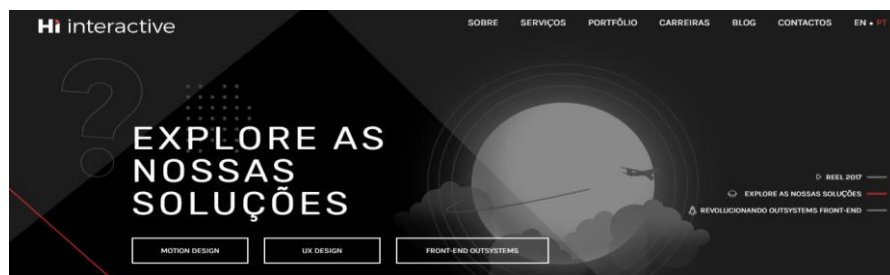 Hi interactive
SOBRE SERVIÇOS PORTFÓLIO CARREIRAS BLOG CONTACTOS EN • PT
?
EXPLORE AS
NOSSAS
SOLUÇÕES
REEL 2017
EXPLORE AS NOSSAS SOLUÇÕES
REVOLUCIONANDO OUTSYSTEMS FRONT-END
MOTION DESIGN
UX DESIGN
FRONT-END OUTSYSTEMS